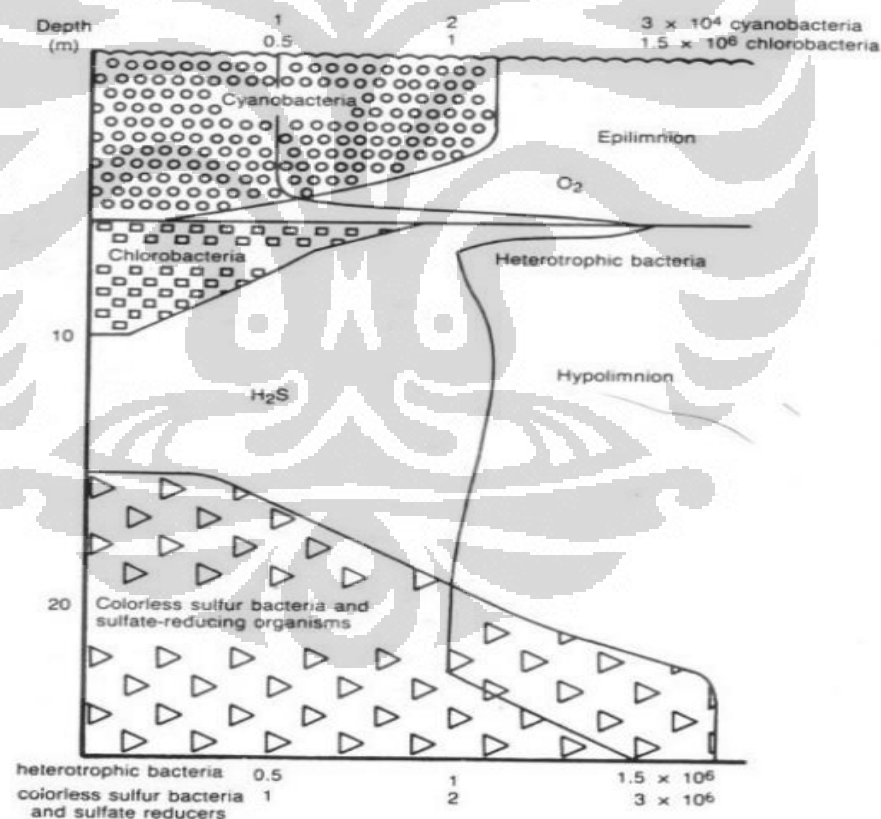 Depth
(m)
1 2 3 × 10⁴ cyanobacteria
0.5 1 1.5 × 10⁶ chlorobacteria
Cyanobacteria
Epilimnion
O₂
Chlorobacteria
Heterotrophic bacteria
10
Hypolimnion
H₂S
20
Colorless sulfur bacteria and
sulfate-reducing organisms
heterotrophic bacteria 0.5 1 1.5 × 10⁶
colorless sulfur bacteria 1 2 3 × 10⁶
and sulfate reducers